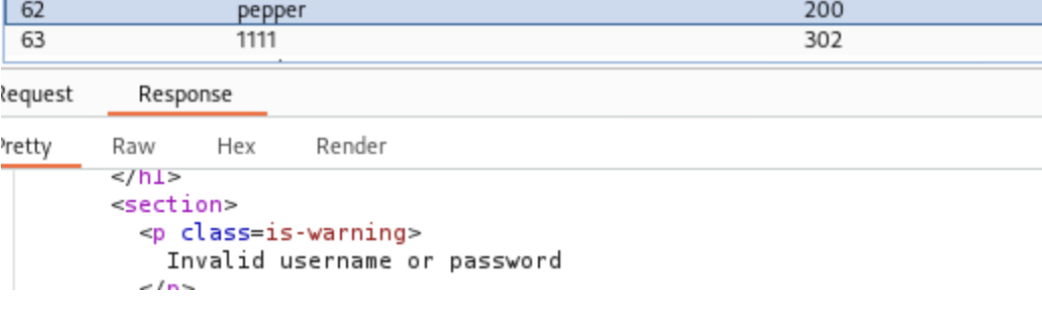 62 pepper 200
63 1111 302
Request Response
Pretty Raw Hex Render
</h1>
<section>
<p class=is-warning>
Invalid username or password
</p>